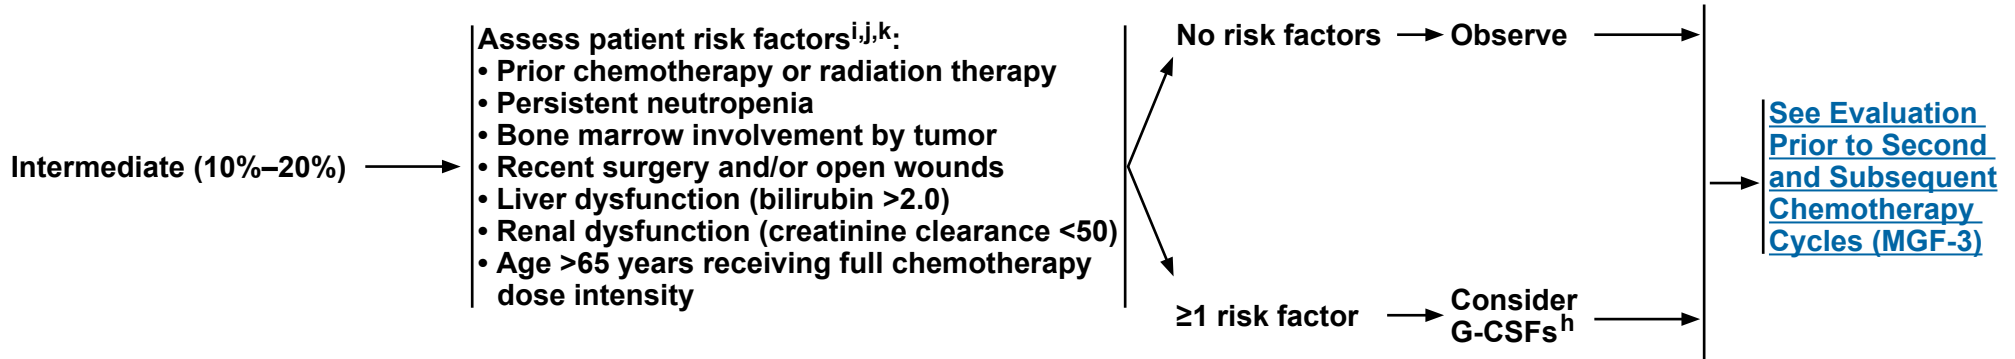 Intermediate (10%–20%)
Assess patient risk factorsi,j,k:
• Prior chemotherapy or radiation therapy
• Persistent neutropenia
• Bone marrow involvement by tumor
• Recent surgery and/or open wounds
• Liver dysfunction (bilirubin >2.0)
• Renal dysfunction (creatinine clearance <50)
• Age >65 years receiving full chemotherapy
dose intensity
No risk factors
Observe
≥1 risk factor
Consider
G-CSFsh
See Evaluation
Prior to Second
and Subsequent
Chemotherapy
Cycles (MGF-3)